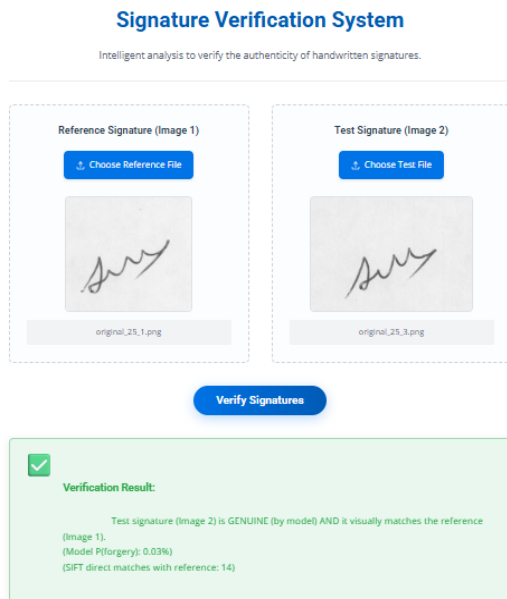 Signature Verification System
Intelligent analysis to verify the authenticity of handwritten signatures.
Reference Signature (Image 1)
Choose Reference File
original_25_1.png
Test Signature (Image 2)
Choose Test File
original_25_3.png
Verify Signatures
Verification Result:
Test signature (Image 2) is GENUINE (by model) AND it visually matches the reference
(Image 1).
(Model P(forgery): 0.03%)
(SIFT direct matches with reference: 14)